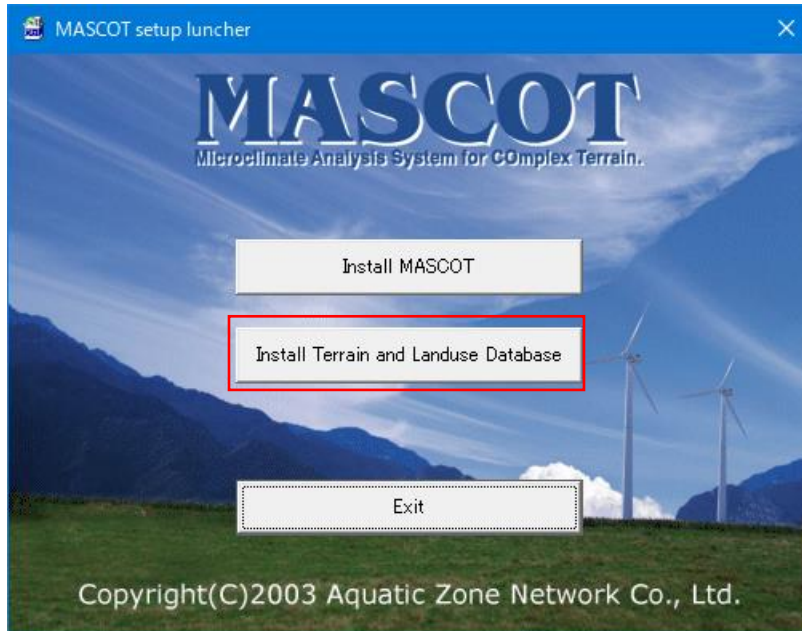 MASCOT setup luncher
MASCOT
Microclimate Analysis System for COmplex Terrain.
Install MASCOT
Install Terrain and Landuse Database
Exit
Copyright(C)2003 Aquatic Zone Network Co., Ltd.